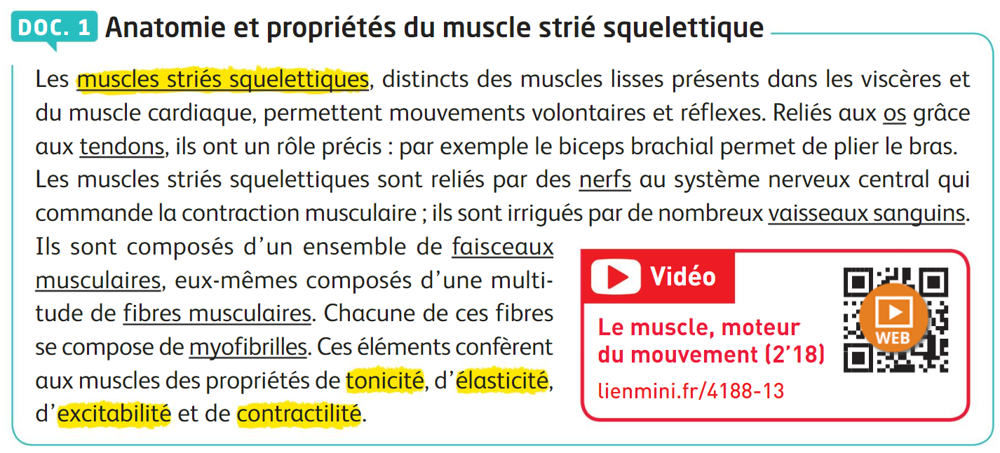 DOC. 1 Anatomie et propriétés du muscle strié squelettique
Les muscles striés squelettiques, distincts des muscles lisses présents dans les viscères et
du muscle cardiaque, permettent mouvements volontaires et réflexes. Reliés aux os grâce
aux tendons, ils ont un rôle précis : par exemple le biceps brachial permet de plier le bras.
Les muscles striés squelettiques sont reliés par des nerfs au système nerveux central qui
commande la contraction musculaire ; ils sont irrigués par de nombreux vaisseaux sanguins.
Ils sont composés d'un ensemble de faisceaux
musculaires, eux-mêmes composés d'une multi-
tude de fibres musculaires. Chacune de ces fibres
se compose de myofibrilles. Ces éléments confèrent
aux muscles des propriétés de tonicité, d'élasticité,
d'excitabilité et de contractilité.
Vidéo
Le muscle, moteur
du mouvement (2'18)
lienmini.fr/4188-13
WEB